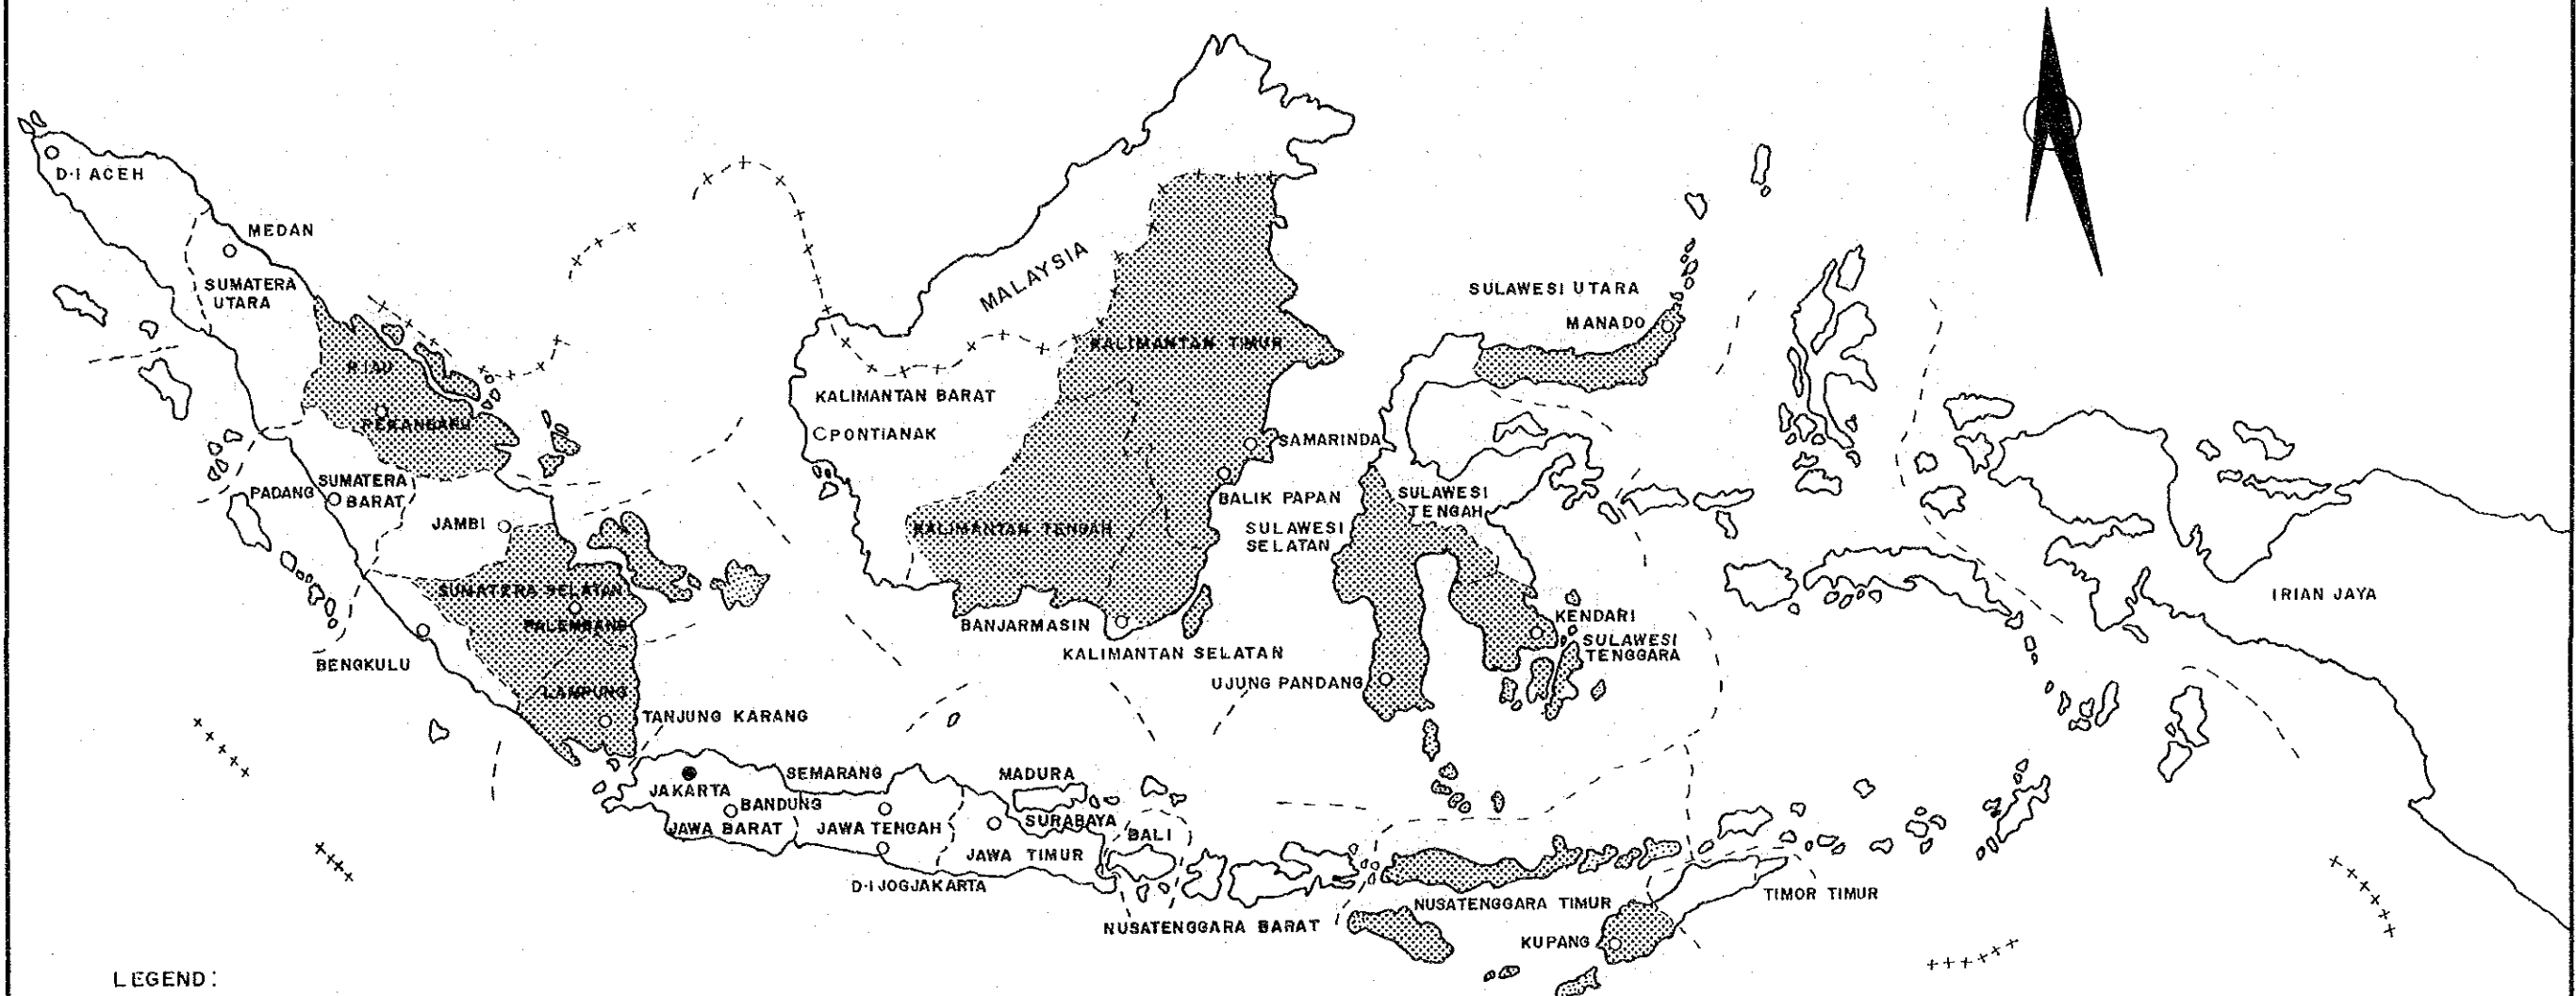 D·I ACEH
MEDAN
SUMATERA
UTARA
RIAU
PEKANBARU
PADANG
SUMATERA
BARAT
JAMBI
SUMATERA SELATAN
PALEMBANG
BENGKULU
LAMPUNG
TANJUNG KARANG
MALAYSIA
KALIMANTAN TIMUR
KALIMANTAN BARAT
PONTIANAK
SAMARINDA
BALIK PAPAN
KALIMANTAN TENGAH
BANJARMASIN
KALIMANTAN SELATAN
SULAWESI UTARA
MANADO
SULAWESI
TENGAH
SULAWESI
SELATAN
KENDARI
SULAWESI
TENGGARA
UJUNG PANDANG
IRIAN JAYA
JAKARTA
BANDUNG
JAWA BARAT
SEMARANG
JAWA TENGAH
D·I JOGJAKARTA
MADURA
SURABAYA
JAWA TIMUR
BALI
NUSATENGGARA BARAT
NUSATENGGARA TIMUR
KUPANG
TIMOR TIMUR
LEGEND: